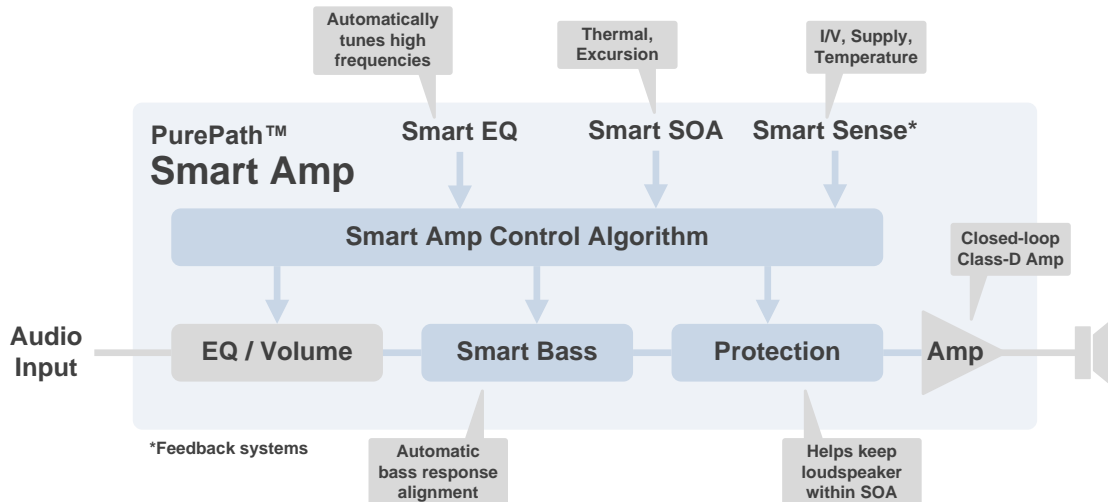 Automatically
tunes high
frequencies
Thermal,
Excursion
I/V, Supply,
Temperature
PurePath™
Smart Amp
Smart EQ
Smart SOA
Smart Sense*
Smart Amp Control Algorithm
Closed-loop
Class-D Amp
Audio
Input
EQ / Volume
Smart Bass
Protection
Amp
*Feedback systems
Automatic
bass response
alignment
Helps keep
loudspeaker
within SOA